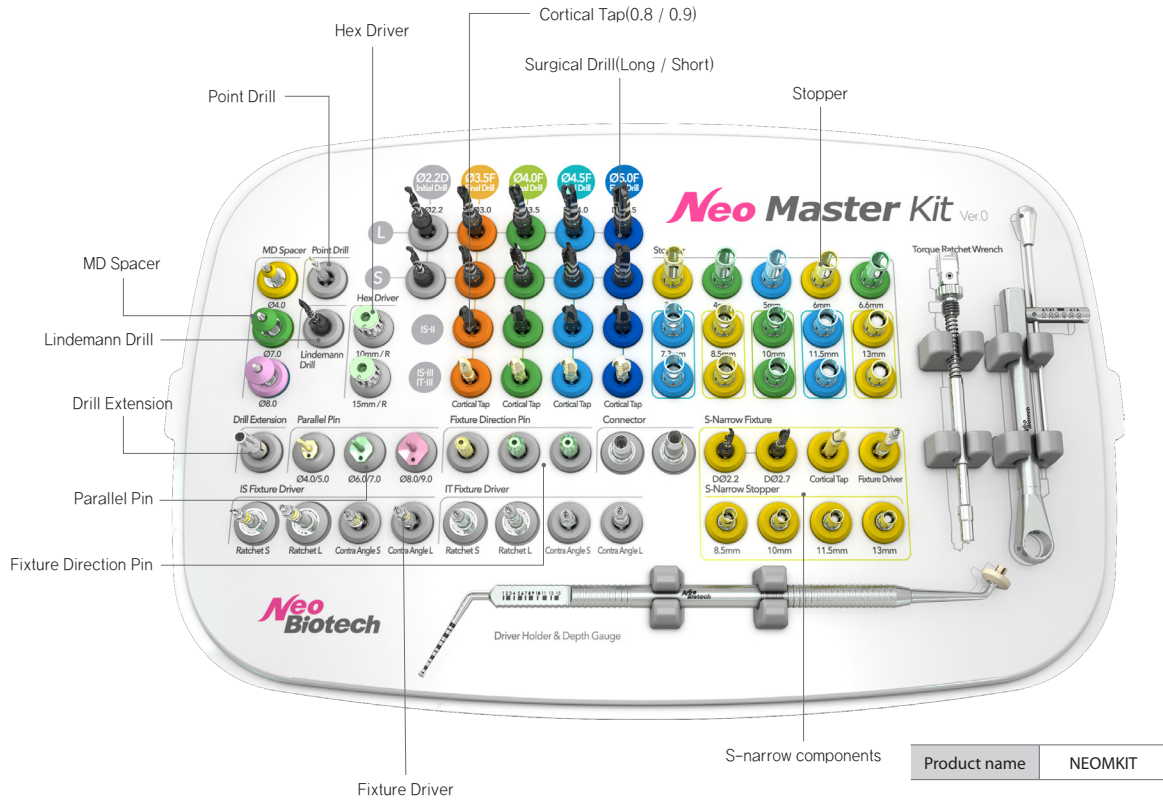 Cortical Tap(0.8 / 0.9)
Hex Driver
Surgical Drill(Long / Short)
Point Drill
Stopper
Ø2.2D Ø3.5F Ø4.0F Ø4.5F Ø5.0F
Initial Drill
Neo Master Kit Ver.0
L
MD Spacer Point Drill
Torque Ratchet Wrench
MD Spacer
S
Ø4.0
Hex Driver
5mm 6mm 6.6mm
Lindemann Drill
IS-II
Ø7.0 Lindemann Drill 10mm / R
8.5mm 10mm 11.5mm 13mm
IS-III
IT-III
Drill Extension
Ø8.0 15mm / R Cortical Tap Cortical Tap Cortical Tap Cortical Tap
Drill Extension Parallel Pin Fixture Direction Pin Connector S-Narrow Fixture
Ø4.0/5.0 Ø6.0/7.0 Ø8.0/9.0
DØ2.2 DØ2.7 Cortical Tap Fixture Driver
Parallel Pin
IS Fixture Driver IT Fixture Driver S-Narrow Stopper
Ratchet S Ratchet L Contra Angle S Contra Angle L Ratchet S Ratchet L Contra Angle S Contra Angle L
8.5mm 10mm 11.5mm 13mm
Fixture Direction Pin
Neo Biotech
Driver Holder & Depth Gauge
S-narrow components
Product name NEOMKIT
Fixture Driver